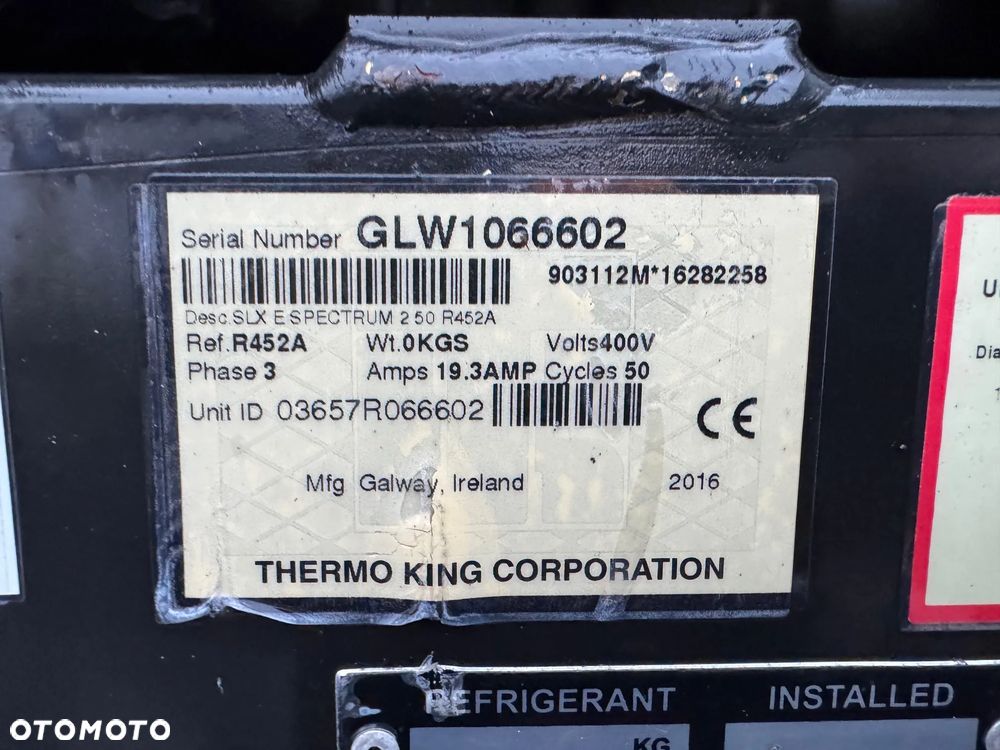 Serial Number GLW1066602
903112M*16282258
Desc.SLX E SPECTRUM 2 50 R452A
Ref.R452A Wt.0KGS Volts400V
Phase 3 Amps 19.3AMP Cycles 50
Unit ID 03657R066602
CE
Mfg Galway, Ireland 2016
THERMO KING CORPORATION
REFRIGERANT INSTALLED
KG
OTOMOTO